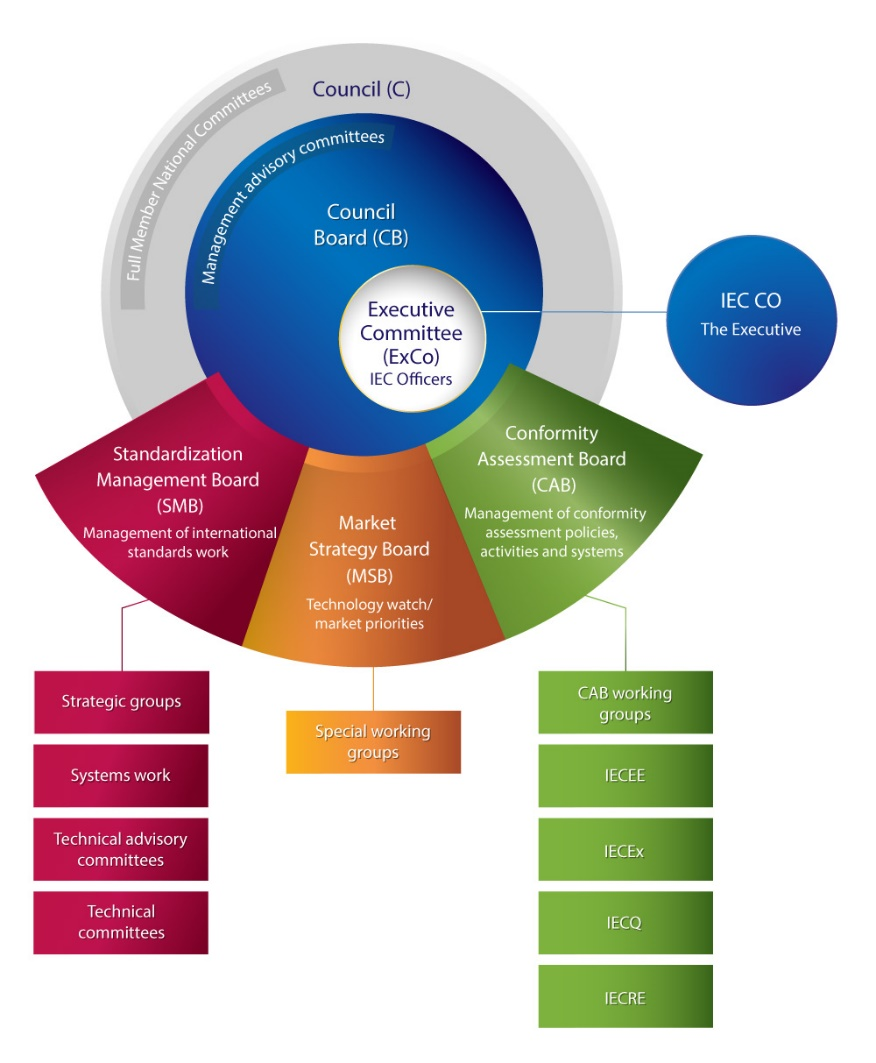 Council (C)
Full Member National Committees
Management advisory committees
Council
Board (CB)
Executive
Committee
(ExCo)
IEC Officers
IEC CO
The Executive
Standardization
Management Board
(SMB)
Management of international
standards work
Market
Strategy Board
(MSB)
Technology watch/
market priorities
Conformity
Assessment Board
(CAB)
Management of conformity
assessment policies,
activities and systems
Strategic groups
Systems work
Technical advisory
committees
Technical
committees
Special working
groups
CAB working
groups
IECEE
IECEx
IECQ
IECRE